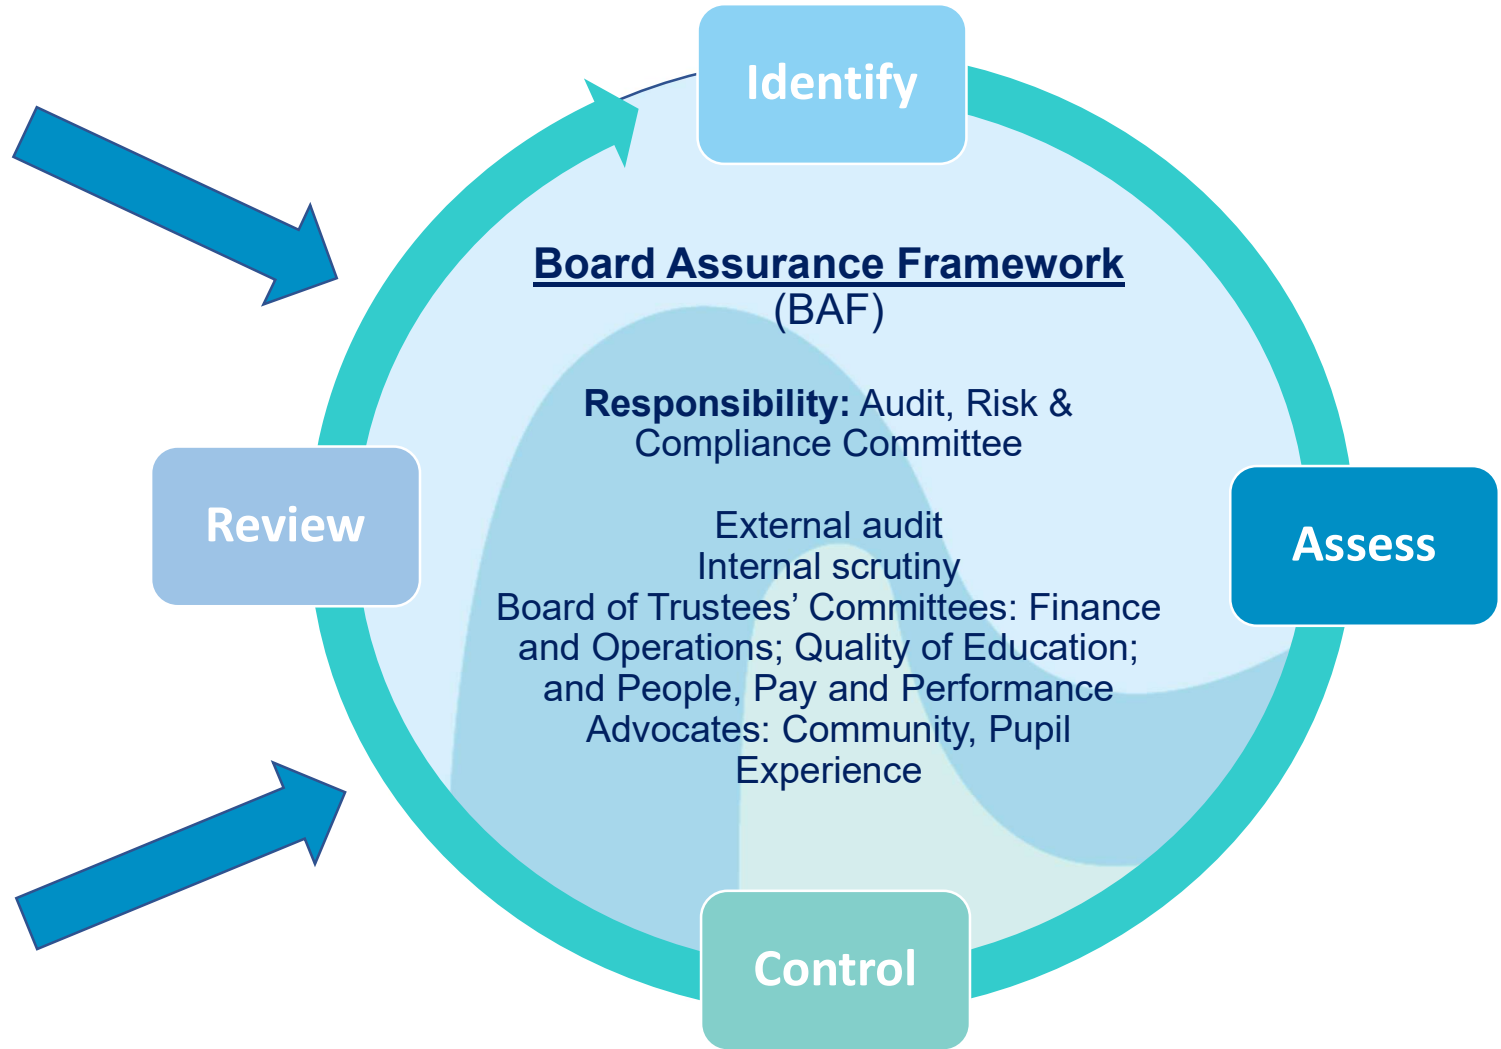 Identify
Board Assurance Framework
(BAF)
Responsibility: Audit, Risk &
Compliance Committee
Review
External audit
Internal scrutiny
Board of Trustees’ Committees: Finance
and Operations; Quality of Education;
and People, Pay and Performance
Advocates: Community, Pupil
Experience
Assess
Control